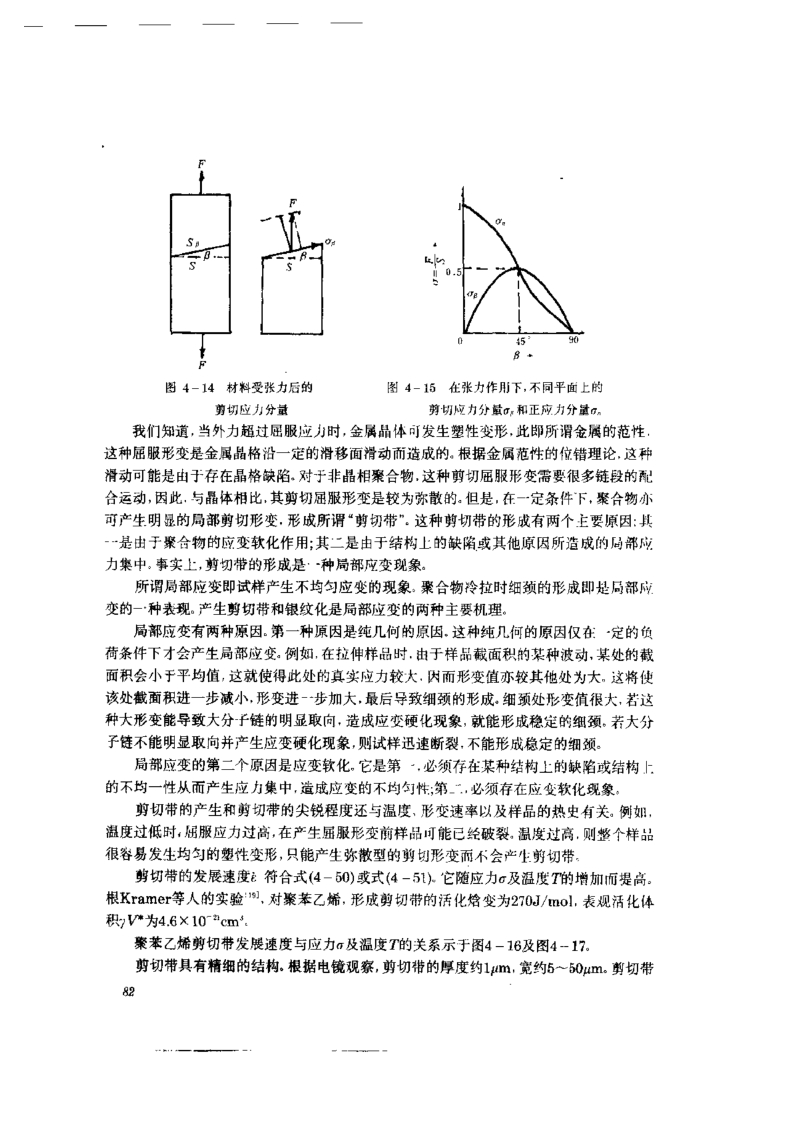 F
Sβ
β
S
F
F
σβ
β
S
1
σn
σ=F/S
0.5
σβ
0
45°
90
β
图 4-14 材料受张力后的
剪切应力分量
图 4-15 在张力作用下,不同平面上的
剪切应力分量σβ和正应力分量σn
我们知道,当外力超过屈服应力时,金属晶体可发生塑性变形,此即所谓金属的范性.
这种屈服形变是金属晶格沿一定的滑移面滑动而造成的。根据金属范性的位错理论,这种
滑动可能是由于存在晶格缺陷。对于非晶相聚合物,这种剪切屈服形变需要很多链段的配
合运动,因此,与晶体相比,其剪切屈服形变是较为弥散的。但是,在一定条件下,聚合物亦
可产生明显的局部剪切形变,形成所谓“剪切带”。这种剪切带的形成有两个主要原因:其
一是由于聚合物的应变软化作用;其二是由于结构上的缺陷或其他原因所造成的局部应
力集中。事实上,剪切带的形成是一种局部应变现象。
所谓局部应变即试样产生不均匀应变的现象。聚合物冷拉时细颈的形成即是局部应
变的一种表现。产生剪切带和银纹化是局部应变的两种主要机理。
局部应变有两种原因。第一种原因是纯几何的原因。这种纯几何的原因仅在一定的负
荷条件下才会产生局部应变。例如,在拉伸样品时,由于样品截面积的某种波动,某处的截
面积会小于平均值,这就使得此处的真实应力较大,因而形变值亦较其他处为大。这将使
该处截面积进一步减小,形变进一步加大,最后导致细颈的形成。细颈处形变值很大,若这
种大形变能导致大分子链的明显取向,造成应变硬化现象,就能形成稳定的细颈。若大分
子链不能明显取向并产生应变硬化现象,则试样迅速断裂,不能形成稳定的细颈。
局部应变的第二个原因是应变软化。它是第一,必须存在某种结构上的缺陷或结构上
的不均一性从而产生应力集中,造成应变的不均匀性;第二,必须存在应变软化现象。
剪切带的产生和剪切带的尖锐程度还与温度、形变速率以及样品的热史有关。例如,
温度过低时,屈服应力过高,在产生屈服形变前样品可能已经破裂。温度过高,则整个样品
很容易发生均匀的塑性变形,只能产生弥散型的剪切形变而不会产生剪切带。
剪切带的发展速度ε̇ 符合式(4-50)或式(4-51)。它随应力σ及温度T的增加而提高。
根Kramer等人的实验[19],对聚苯乙烯,形成剪切带的活化焓变为270J/mol,表观活化体
积γV*为4.6×10⁻²¹cm³。
聚苯乙烯剪切带发展速度与应力σ及温度T的关系示于图4-16及图4-17。
剪切带具有精细的结构。根据电镜观察,剪切带的厚度约1μm,宽约5~50μm。剪切带
82